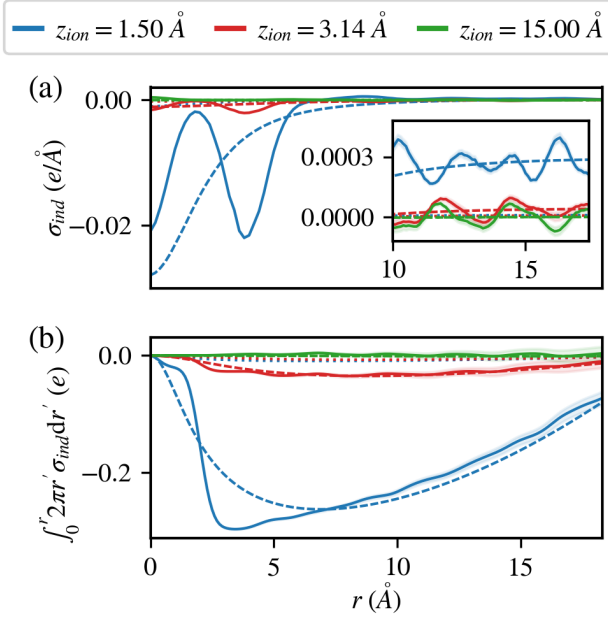 z_ion = 1.50 Å z_ion = 3.14 Å z_ion = 15.00 Å
(a)
0.00
−0.02
σ_ind (e/Å)
0.0003
0.0000
10 15
(b)
0.0
−0.2
∫₀ʳ 2πr′ σ_ind dr′ (e)
0 5 10 15
r (Å)